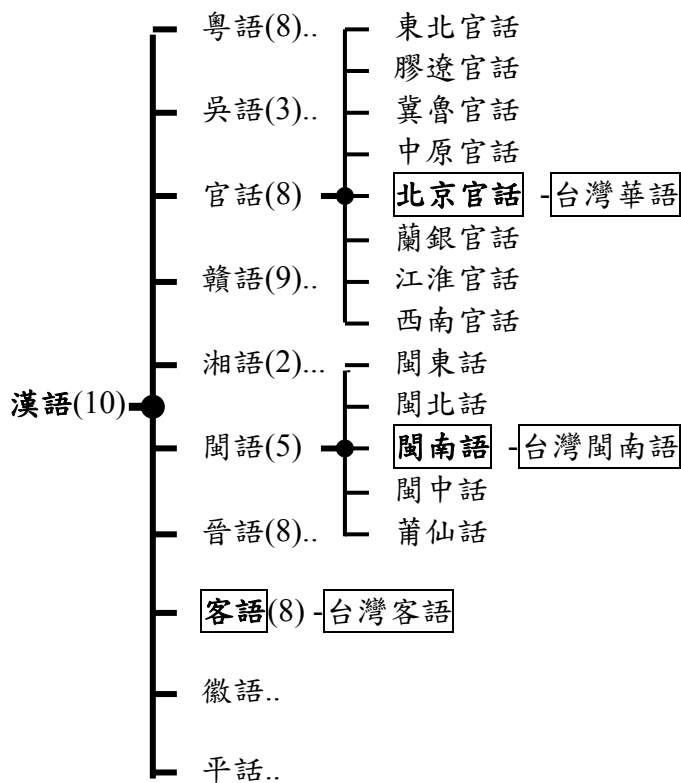 粵語(8)..
東北官話
膠遼官話
吳語(3)..
冀魯官話
中原官話
官話(8)
北京官話 -台灣華語
蘭銀官話
贛語(9)..
江淮官話
西南官話
湘語(2)...
閩東話
漢語(10)
閩北話
閩語(5)
閩南語 -台灣閩南語
閩中話
晉語(8)..
莆仙話
客語(8) -台灣客語
徽語..
平話..